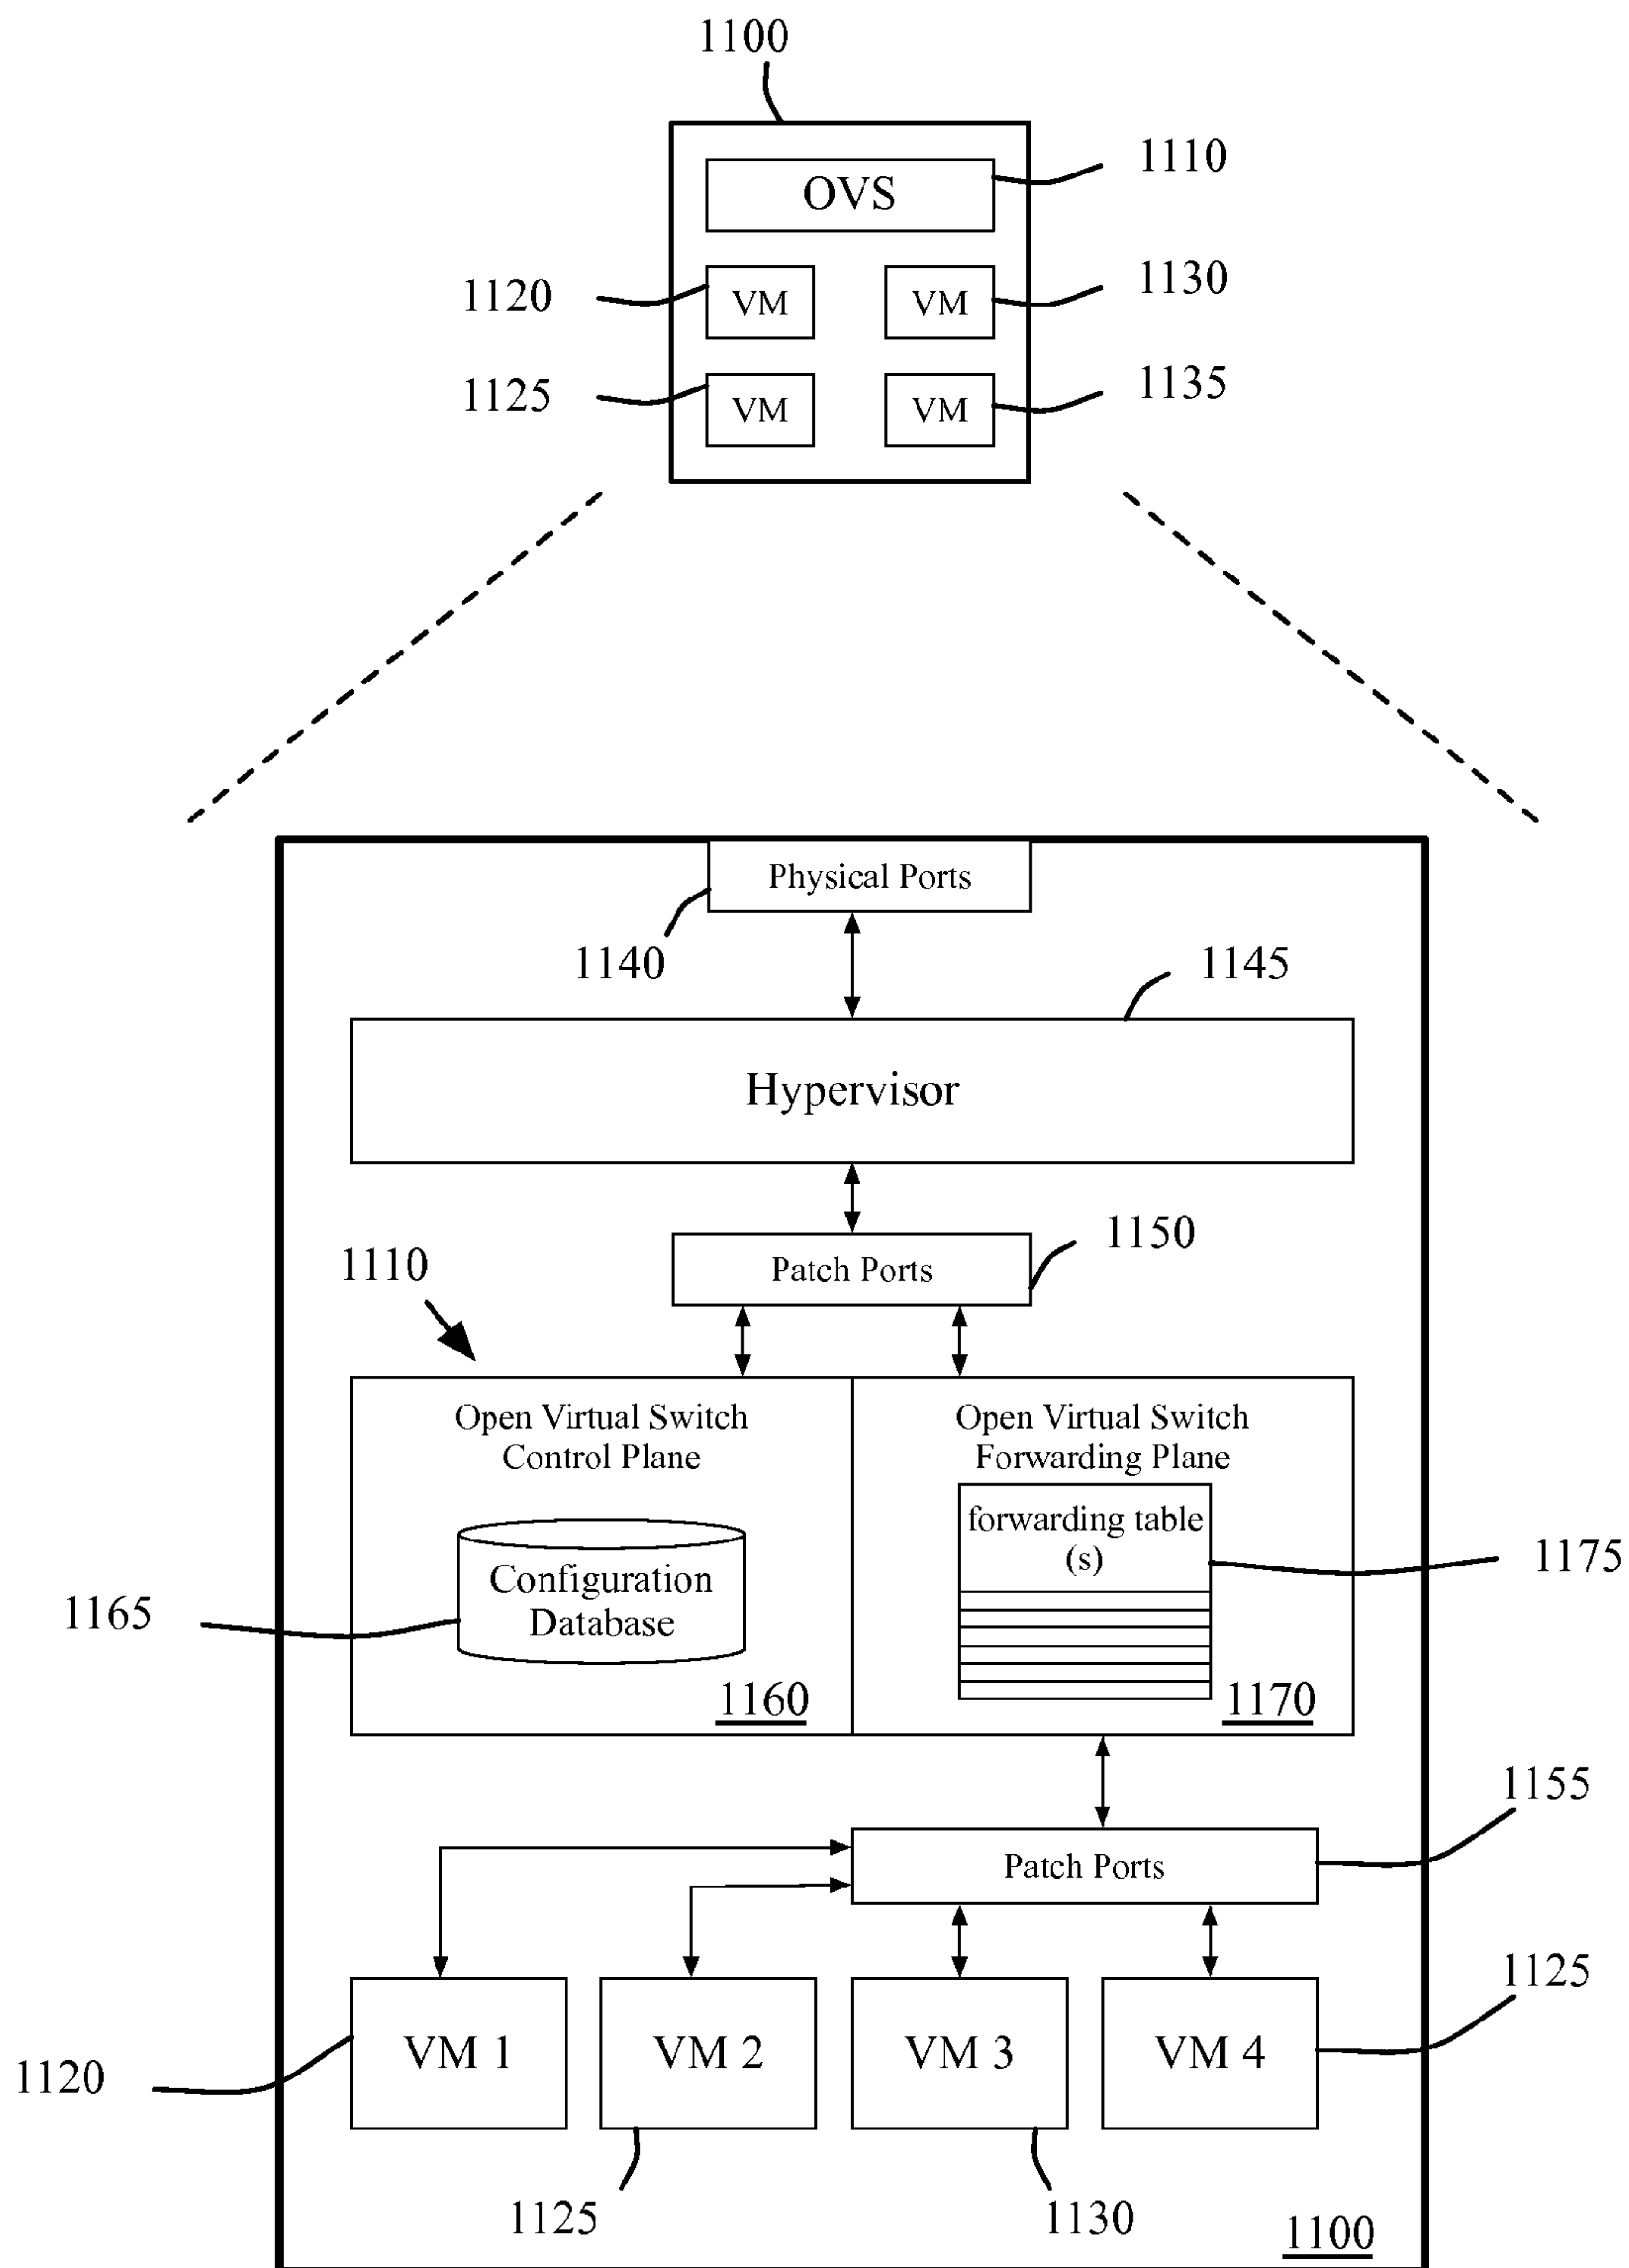 1100
OVS
1110
1120
VM
VM
1130
1125
VM
VM
1135
Physical Ports
1140
1145
Hypervisor
1150
Patch Ports
1110
Open Virtual Switch
Control Plane
Open Virtual Switch
Forwarding Plane
forwarding table
(s)
1175
Configuration
Database
1165
1160
1170
1155
Patch Ports
1125
VM 1
VM 2
VM 3
VM 4
1120
1125
1130
1100